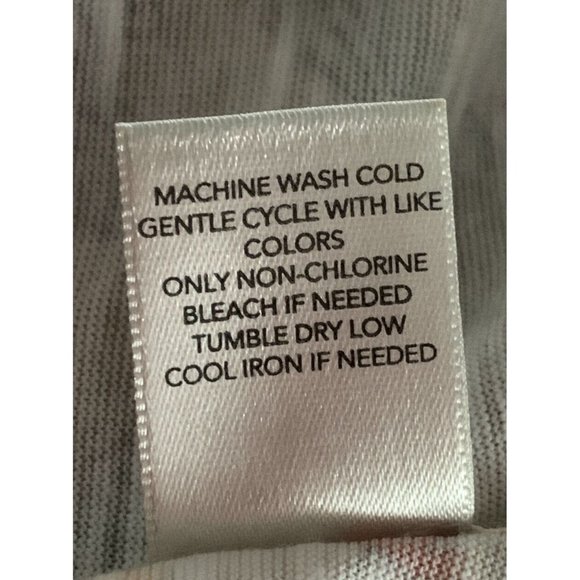 MACHINE WASH COLD
GENTLE CYCLE WITH LIKE
COLORS
ONLY NON-CHLORINE
BLEACH IF NEEDED
TUMBLE DRY LOW
COOL IRON IF NEEDED